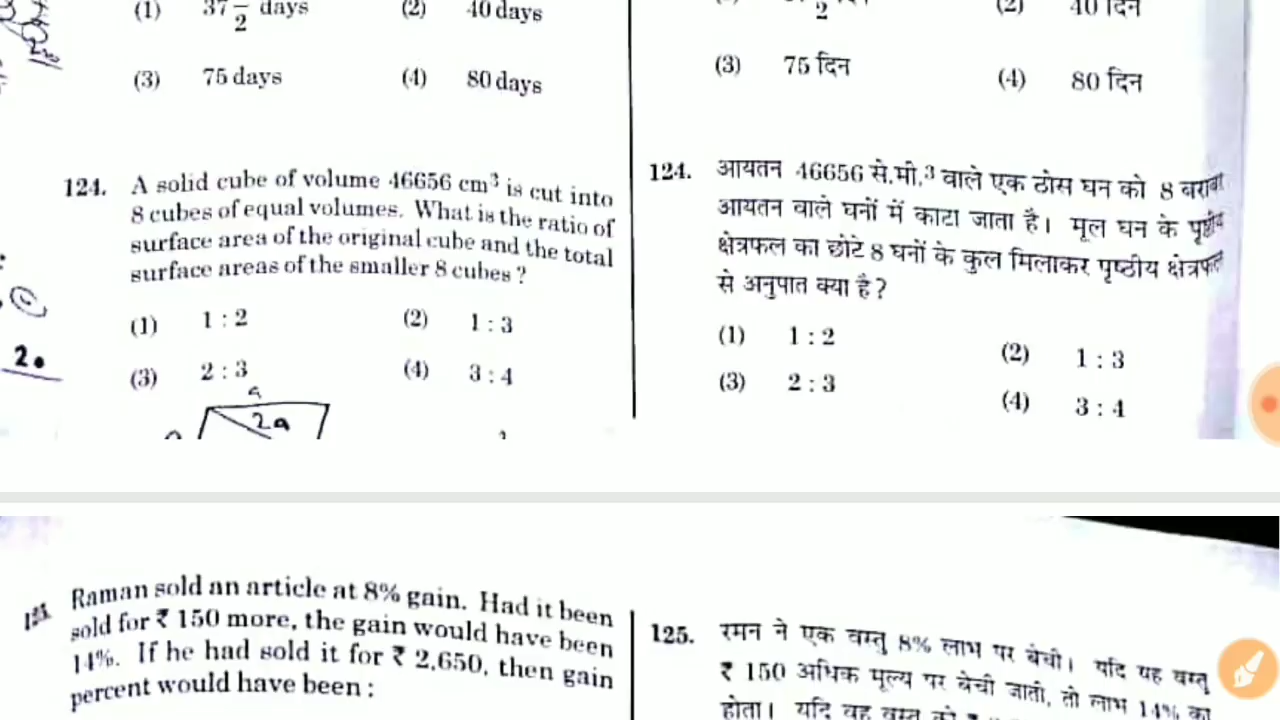 (1) 37 1/2 days (2) 40 days
(3) 75 days (4) 80 days
124. A solid cube of volume 46656 cm³ is cut into
8 cubes of equal volumes. What is the ratio of
surface area of the original cube and the total
surface areas of the smaller 8 cubes ?
(1) 1 : 2 (2) 1 : 3
(3) 2 : 3 (4) 3 : 4
a
2a
2.
2 दिन (2) 40 दिन
(3) 75 दिन (4) 80 दिन
124. आयतन 46656 से.मी.³ वाले एक ठोस घन को 8 बराबर
आयतन वाले घनों में काटा जाता है। मूल घन के पृष्ठीय
क्षेत्रफल का छोटे 8 घनों के कुल मिलाकर पृष्ठीय क्षेत्रफल
से अनुपात क्या है ?
(1) 1 : 2
(2) 1 : 3
(3) 2 : 3
(4) 3 : 4
Raman sold an article at 8% gain. Had it been
sold for ₹ 150 more, the gain would have been
14%. If he had sold it for ₹ 2,650, then gain
percent would have been :
125. रमन ने एक वस्तु 8% लाभ पर बेची। यदि यह वस्तु
₹ 150 अधिक मूल्य पर बेची जाती, तो लाभ 14% का
होता। यदि वह वस्तु को